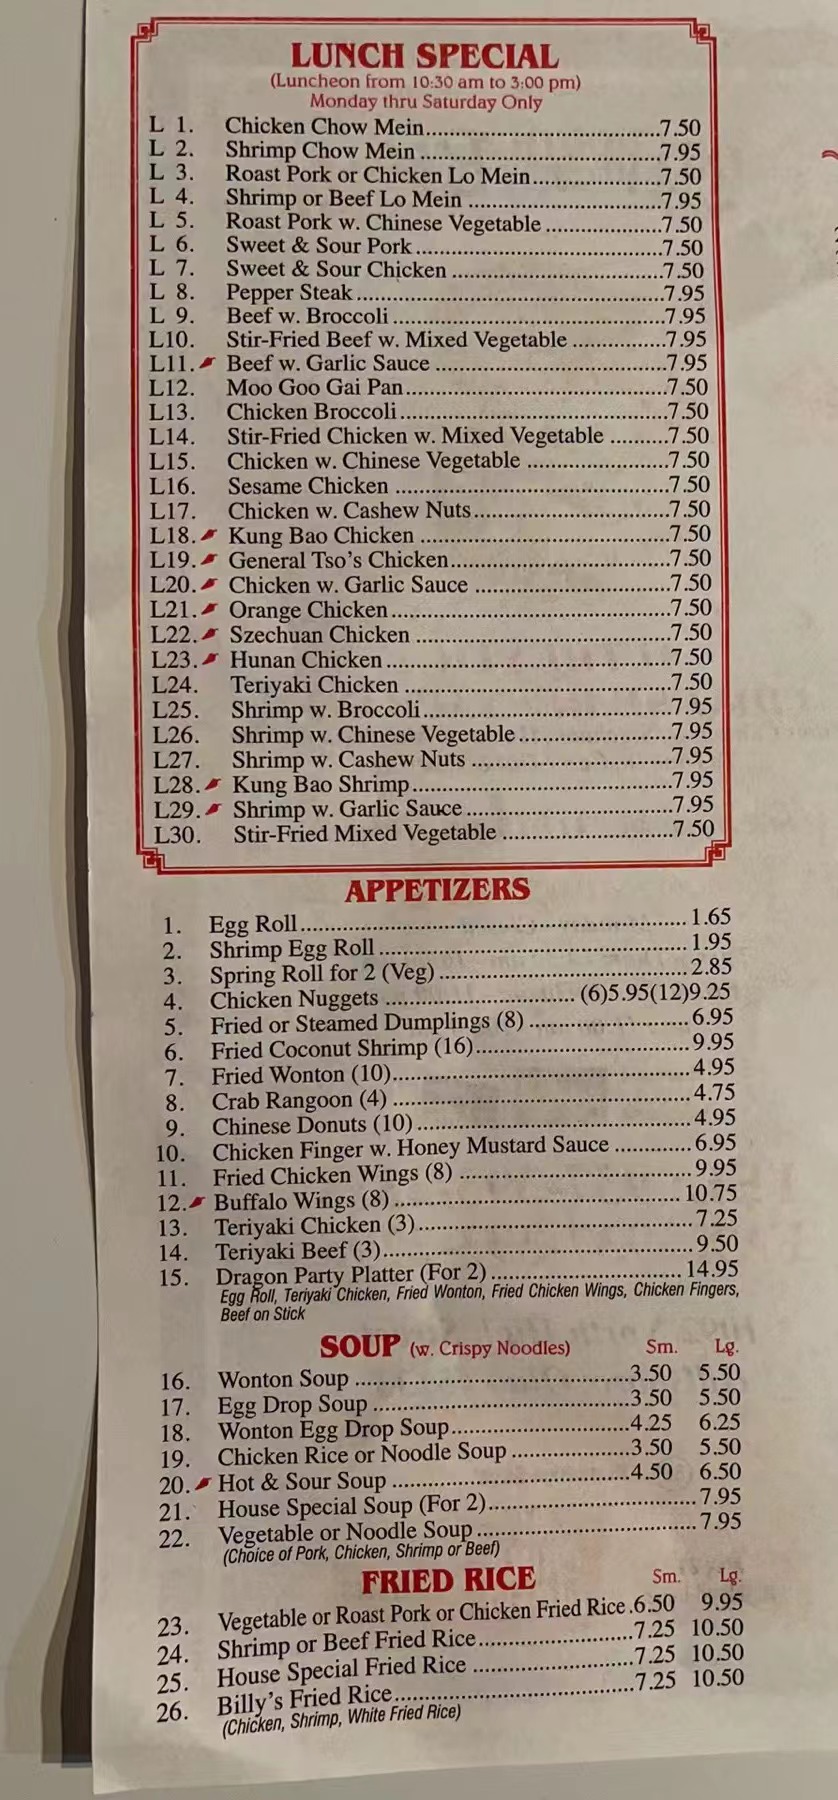 LUNCH SPECIAL
(Luncheon from 10:30 am to 3:00 pm)
Monday thru Saturday Only
L 1. Chicken Chow Mein 7.50
L 2. Shrimp Chow Mein 7.95
L 3. Roast Pork or Chicken Lo Mein 7.50
L 4. Shrimp or Beef Lo Mein 7.95
L 5. Roast Pork w. Chinese Vegetable 7.50
L 6. Sweet & Sour Pork 7.50
L 7. Sweet & Sour Chicken 7.50
L 8. Pepper Steak 7.95
L 9. Beef w. Broccoli 7.95
L10. Stir-Fried Beef w. Mixed Vegetable 7.95
L11. Beef w. Garlic Sauce 7.95
L12. Moo Goo Gai Pan 7.50
L13. Chicken Broccoli 7.50
L14. Stir-Fried Chicken w. Mixed Vegetable 7.50
L15. Chicken w. Chinese Vegetable 7.50
L16. Sesame Chicken 7.50
L17. Chicken w. Cashew Nuts 7.50
L18. Kung Bao Chicken 7.50
L19. General Tso's Chicken 7.50
L20. Chicken w. Garlic Sauce 7.50
L21. Orange Chicken 7.50
L22. Szechuan Chicken 7.50
L23. Hunan Chicken 7.50
L24. Teriyaki Chicken 7.50
L25. Shrimp w. Broccoli 7.95
L26. Shrimp w. Chinese Vegetable 7.95
L27. Shrimp w. Cashew Nuts 7.95
L28. Kung Bao Shrimp 7.95
L29. Shrimp w. Garlic Sauce 7.95
L30. Stir-Fried Mixed Vegetable 7.50
APPETIZERS
1. Egg Roll 1.65
2. Shrimp Egg Roll 1.95
3. Spring Roll for 2 (Veg) 2.85
4. Chicken Nuggets (6)5.95(12)9.25
5. Fried or Steamed Dumplings (8) 6.95
6. Fried Coconut Shrimp (16) 9.95
7. Fried Wonton (10) 4.95
8. Crab Rangoon (4) 4.75
9. Chinese Donuts (10) 4.95
10. Chicken Finger w. Honey Mustard Sauce 6.95
11. Fried Chicken Wings (8) 9.95
12. Buffalo Wings (8) 10.75
13. Teriyaki Chicken (3) 7.25
14. Teriyaki Beef (3) 9.50
15. Dragon Party Platter (For 2) 14.95
Egg Roll, Teriyaki Chicken, Fried Wonton, Fried Chicken Wings, Chicken Fingers,
Beef on Stick
SOUP (w. Crispy Noodles) Sm. Lg.
16. Wonton Soup 3.50 5.50
17. Egg Drop Soup 3.50 5.50
18. Wonton Egg Drop Soup 4.25 6.25
19. Chicken Rice or Noodle Soup 3.50 5.50
20. Hot & Sour Soup 4.50 6.50
21. House Special Soup (For 2) 7.95
22. Vegetable or Noodle Soup 7.95
(Choice of Pork, Chicken, Shrimp or Beef)
FRIED RICE Sm. Lg.
23. Vegetable or Roast Pork or Chicken Fried Rice 6.50 9.95
24. Shrimp or Beef Fried Rice 7.25 10.50
25. House Special Fried Rice 7.25 10.50
26. Billy's Fried Rice 7.25 10.50
(Chicken, Shrimp, White Fried Rice)